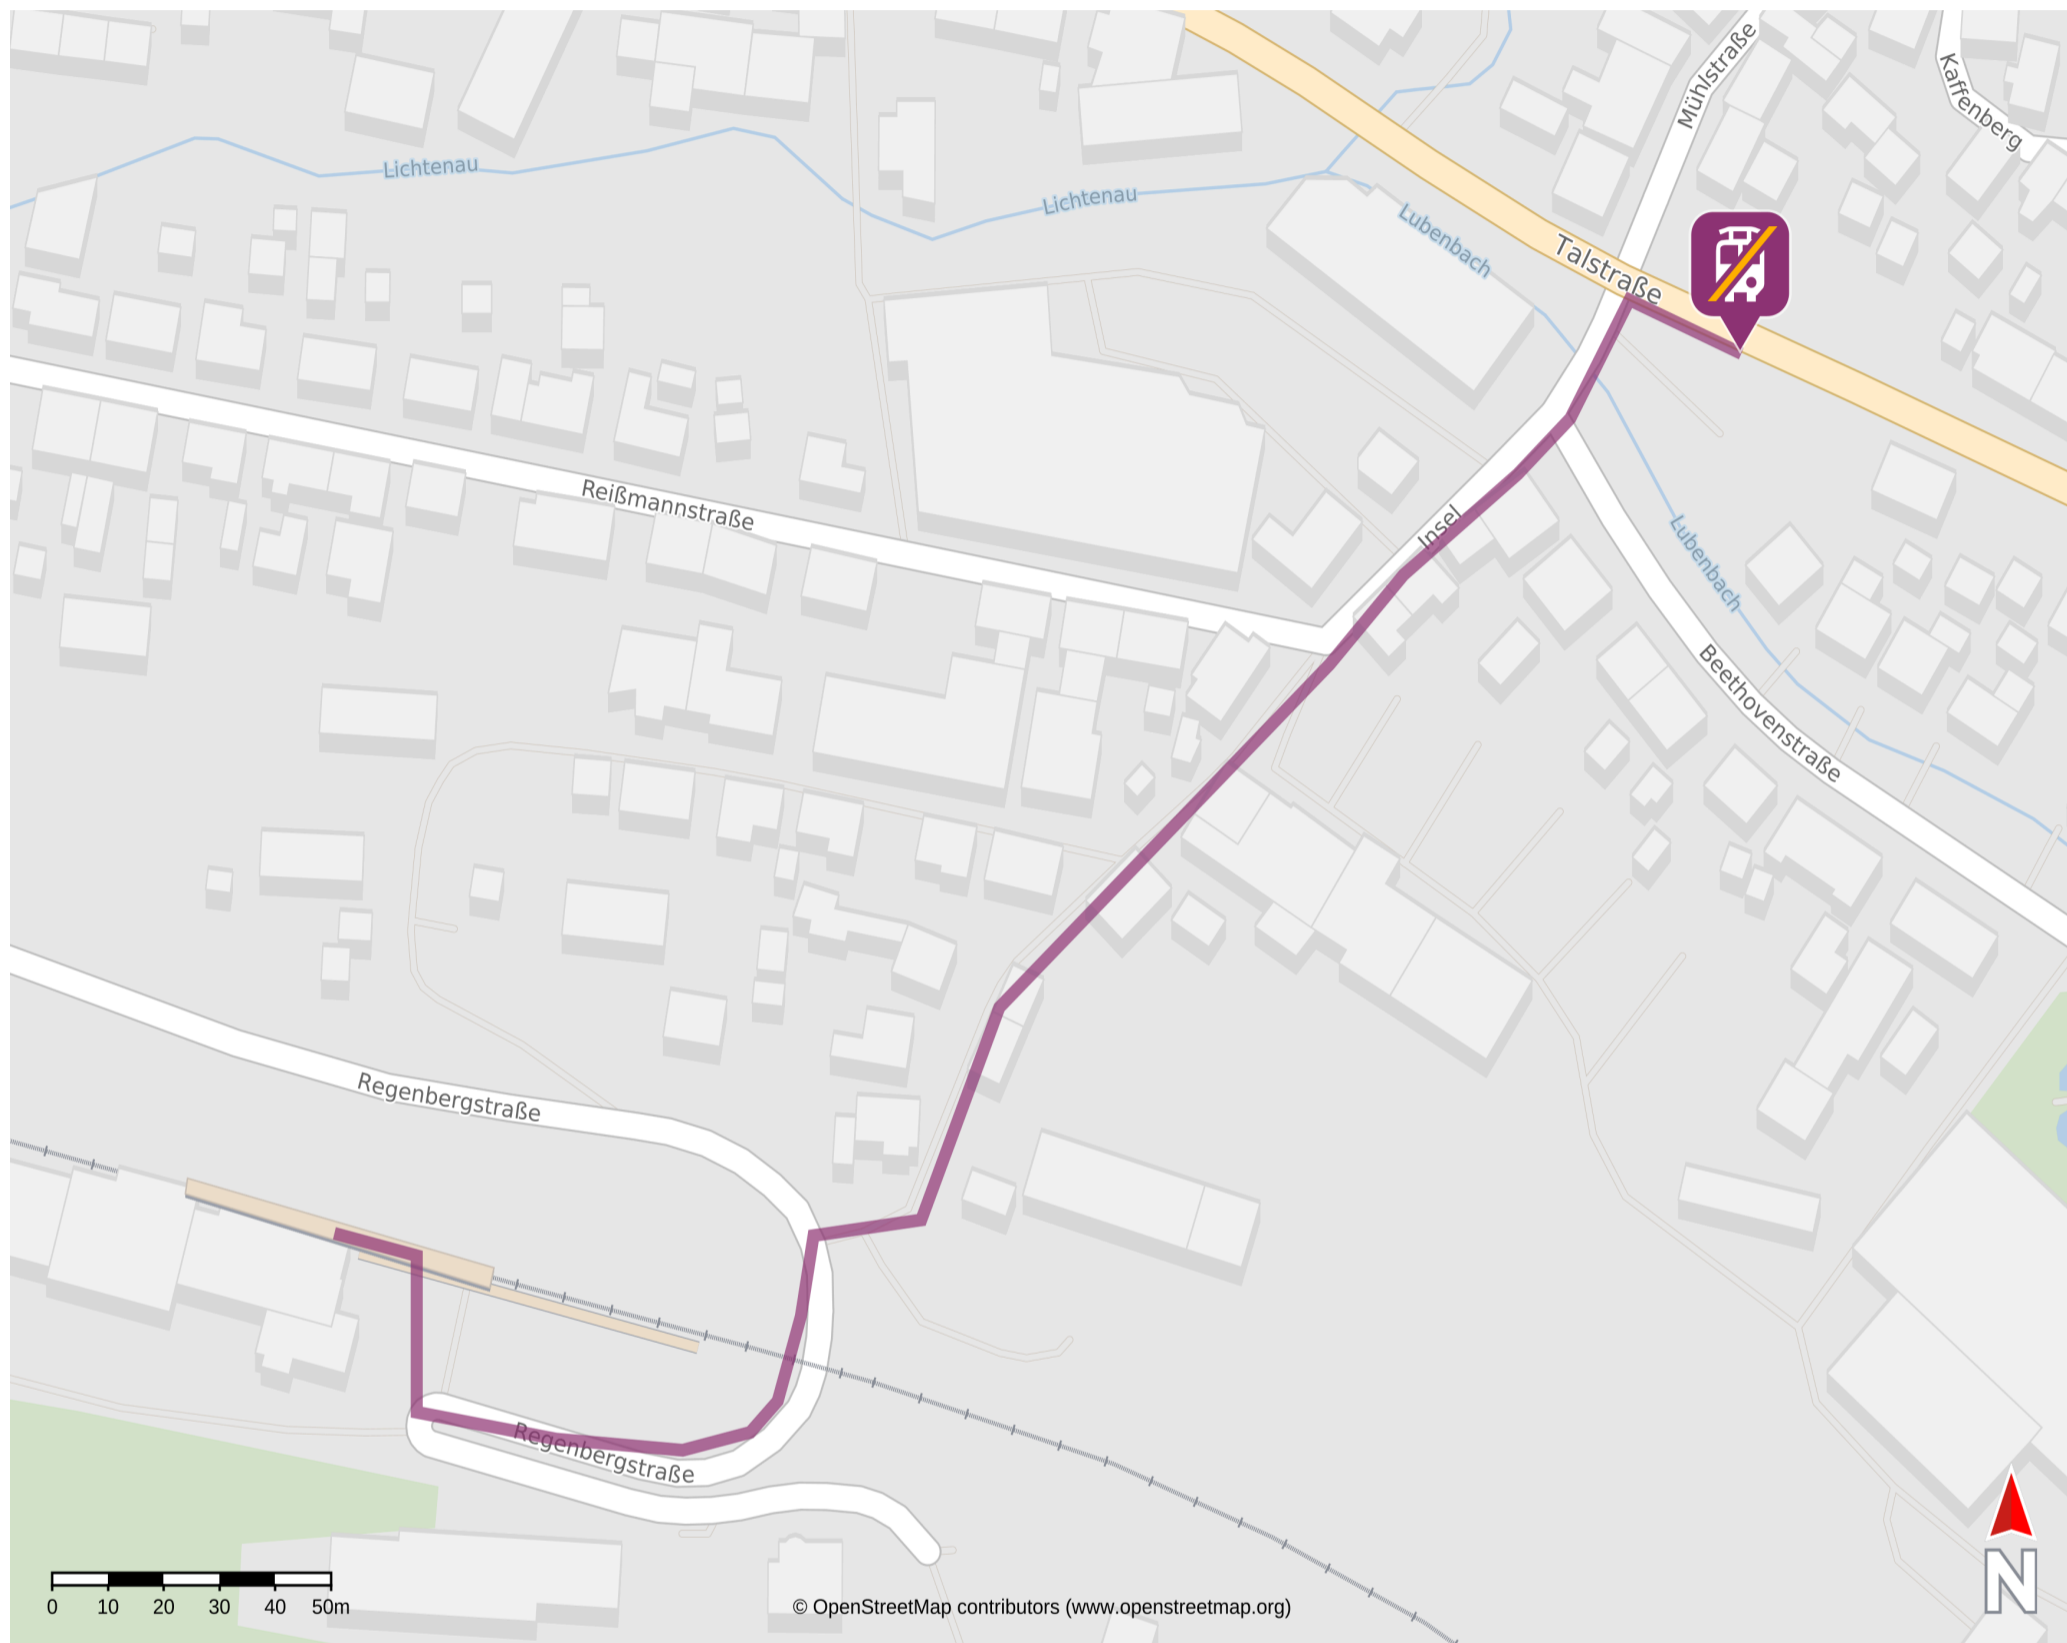 Mühlstraße
Kaffenberg
Lichtenau
Lichtenau
Lubenbach
Talstraße
Reißmannstraße
Insel
Lubenbach
Beethovenstraße
Regenbergstraße
Regenbergstraße
N
0 10 20 30 40 50m
© OpenStreetMap contributors (www.openstreetmap.org)